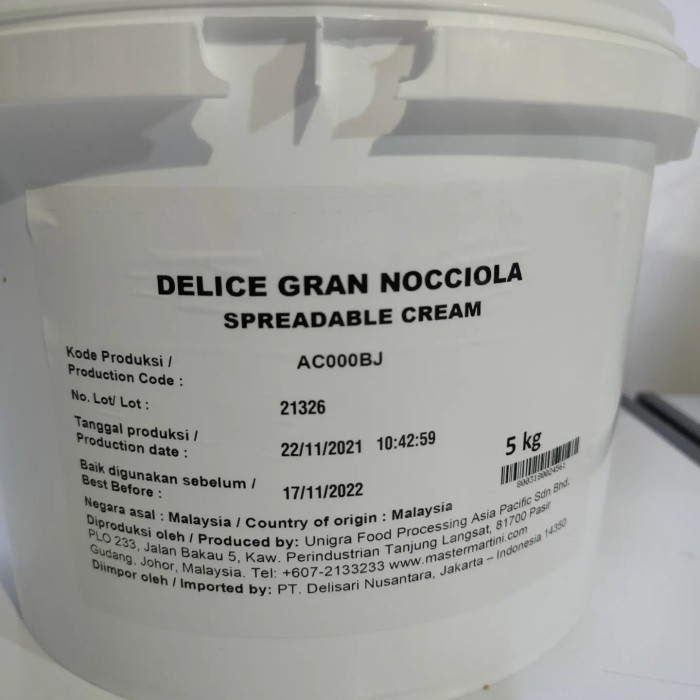 DELICE GRAN NOCCIOLA
SPREADABLE CREAM
Kode Produksi /
Production Code : AC000BJ
No. Lot/ Lot : 21326
Tanggal produksi /
Production date : 22/11/2021 10:42:59
5 kg
Baik digunakan sebelum /
Best Before : 17/11/2022
Negara asal : Malaysia / Country of origin : Malaysia
Diproduksi oleh / Produced by: Unigra Food Processing Asia Pacific Sdn Bhd,
PLO 233, Jalan Bakau 5, Kaw. Perindustrian Tanjung Langsat, 81700 Pasir
Gudang, Johor, Malaysia. Tel: +607-2133233 www.mastermartini.com
Diimpor oleh / Imported by: PT. Delisari Nusantara, Jakarta – Indonesia 14350